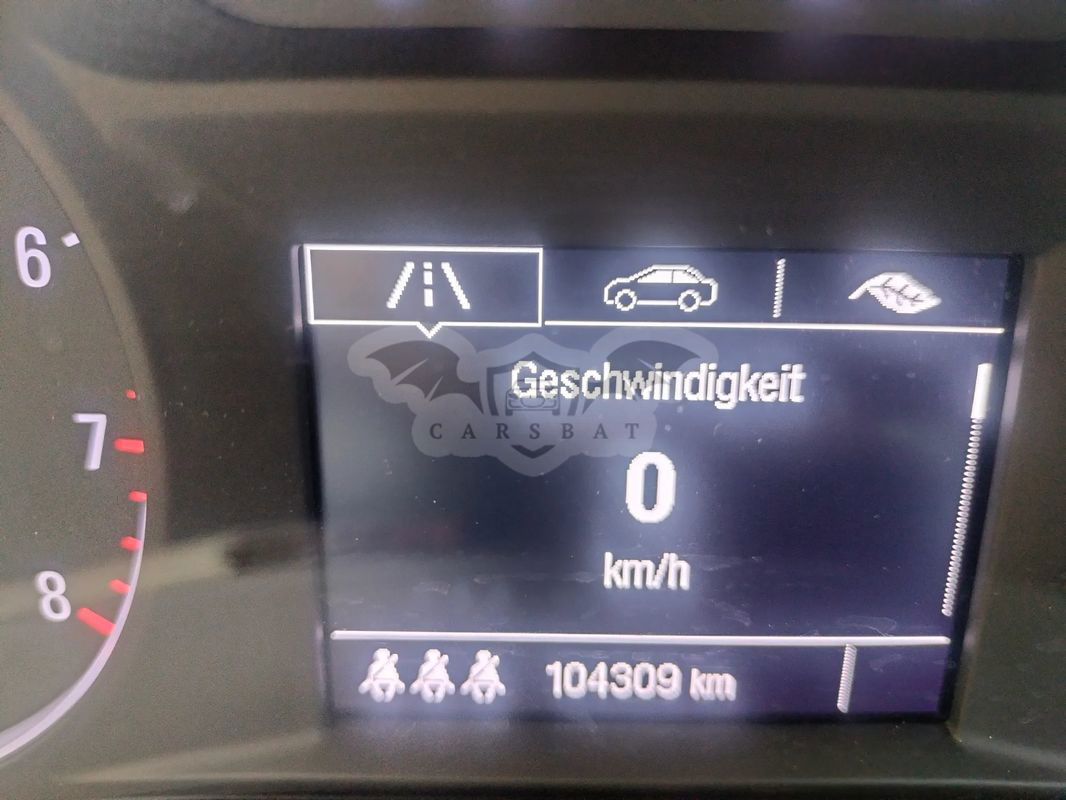 6
7
8
Geschwindigkeit
CARSBAT
0
km/h
104309 km